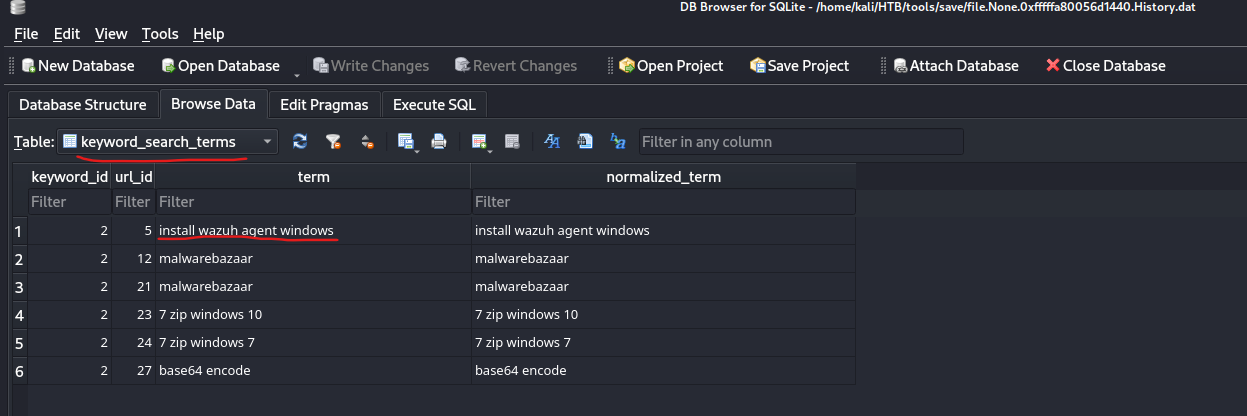 DB Browser for SQLite - /home/kali/HTB/tools/save/file.None.0xfffffa80056d1440.History.dat
File Edit View Tools Help
New Database Open Database Write Changes Revert Changes Open Project Save Project Attach Database Close Database
Database Structure Browse Data Edit Pragmas Execute SQL
Table: keyword_search_terms Filter in any column
keyword_id url_id term normalized_term
Filter Filter Filter Filter
1 2 5 install wazuh agent windows install wazuh agent windows
2 2 12 malwarebazaar malwarebazaar
3 2 21 malwarebazaar malwarebazaar
4 2 23 7 zip windows 10 7 zip windows 10
5 2 24 7 zip windows 7 7 zip windows 7
6 2 27 base64 encode base64 encode